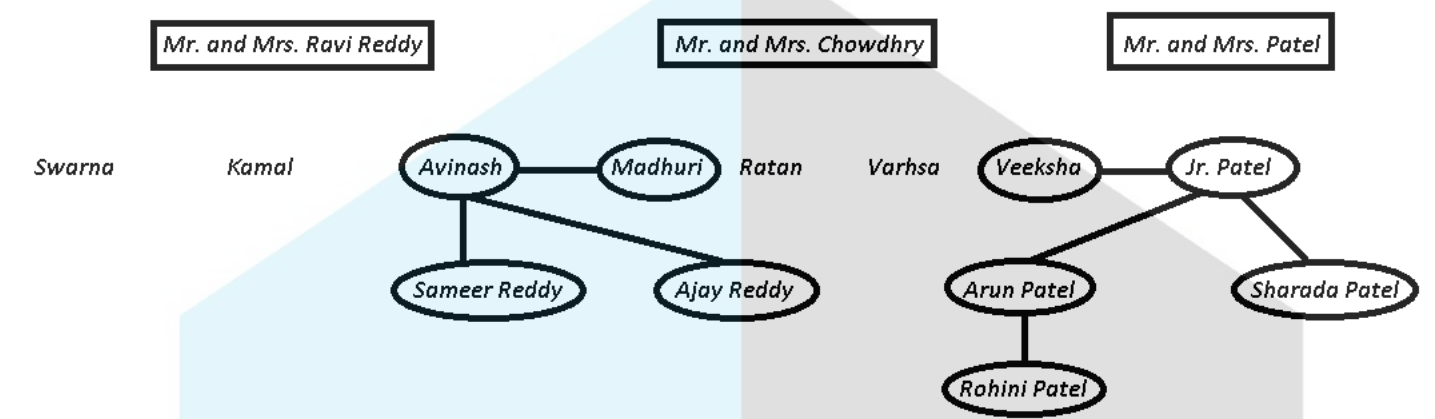 Mr. and Mrs. Ravi Reddy Mr. and Mrs. Chowdhry Mr. and Mrs. Patel
Swarna Kamal Avinash Madhuri Ratan Varhsa Veeksha Jr. Patel
Sameer Reddy Ajay Reddy Arun Patel Sharada Patel
Rohini Patel